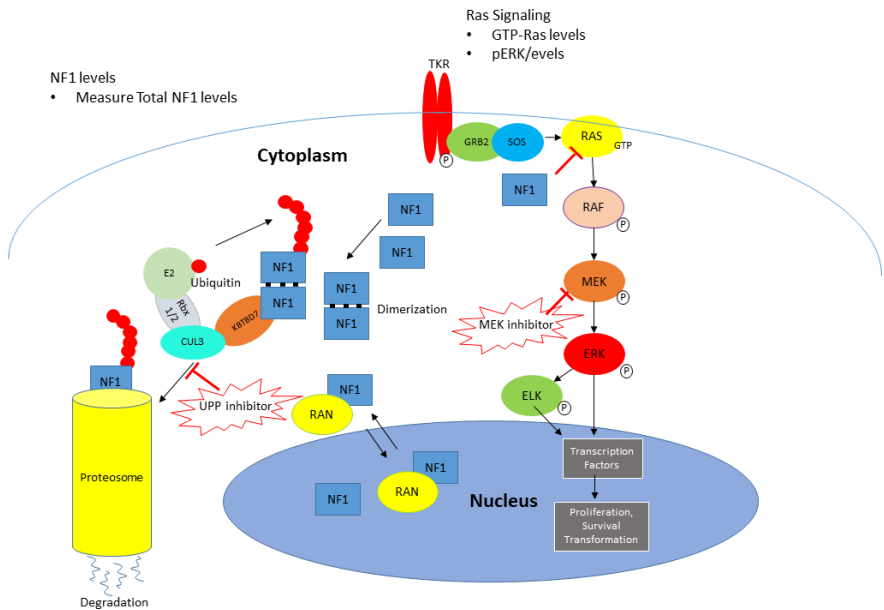 Ras Signaling
• GTP-Ras levels
• pERK/evels
NF1 levels
• Measure Total NF1 levels
TKR
Cytoplasm
P
GRB2
SOS
RAS
GTP
NF1
NF1
RAF
P
NF1
E2
Ubiquitin
NF1
NF1
Rbx
1/2
KBTBD7
CUL3
NF1
NF1
Dimerization
MEK
P
MEK inhibitor
ERK
P
NF1
UPP inhibitor
NF1
RAN
ELK
P
Proteosome
NF1
RAN
NF1
Nucleus
Transcription
Factors
Proliferation,
Survival
Transformation
Degradation